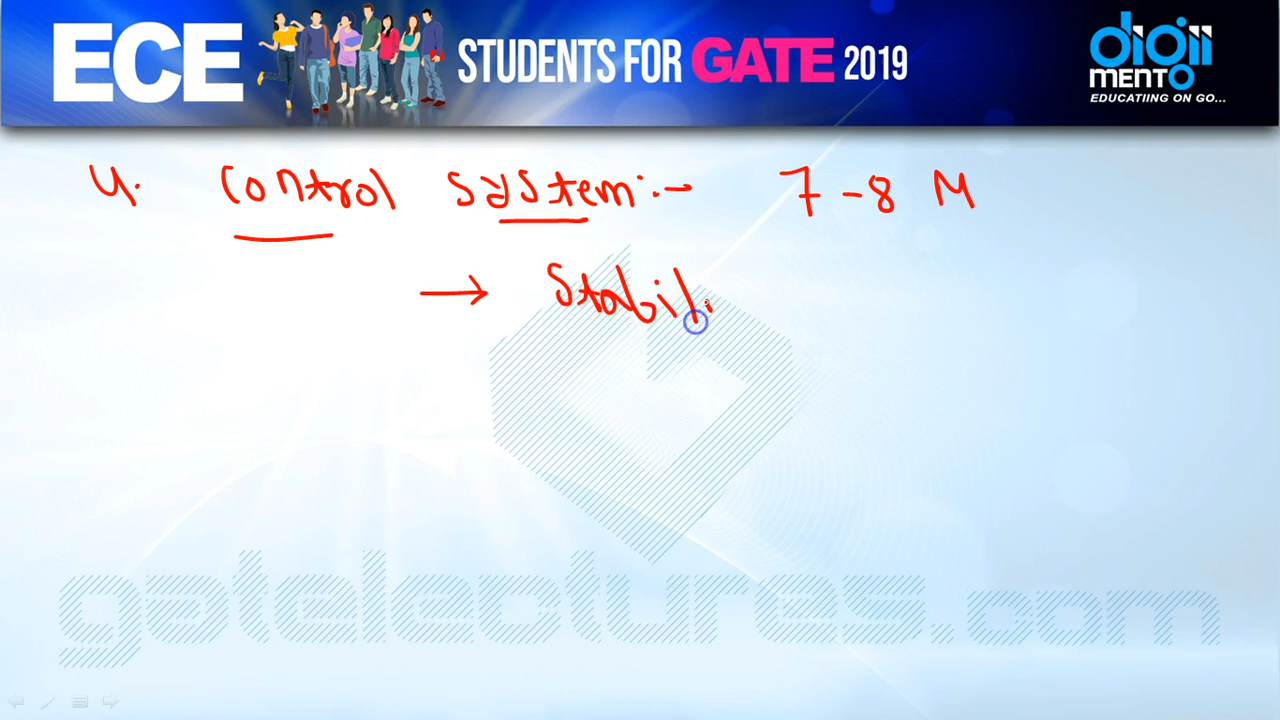 ECE STUDENTS FOR GATE 2019
digii
mento
EDUCATIING ON GO...
4. Control System:- 7-8 M
→ Stabili
gatelectures.com